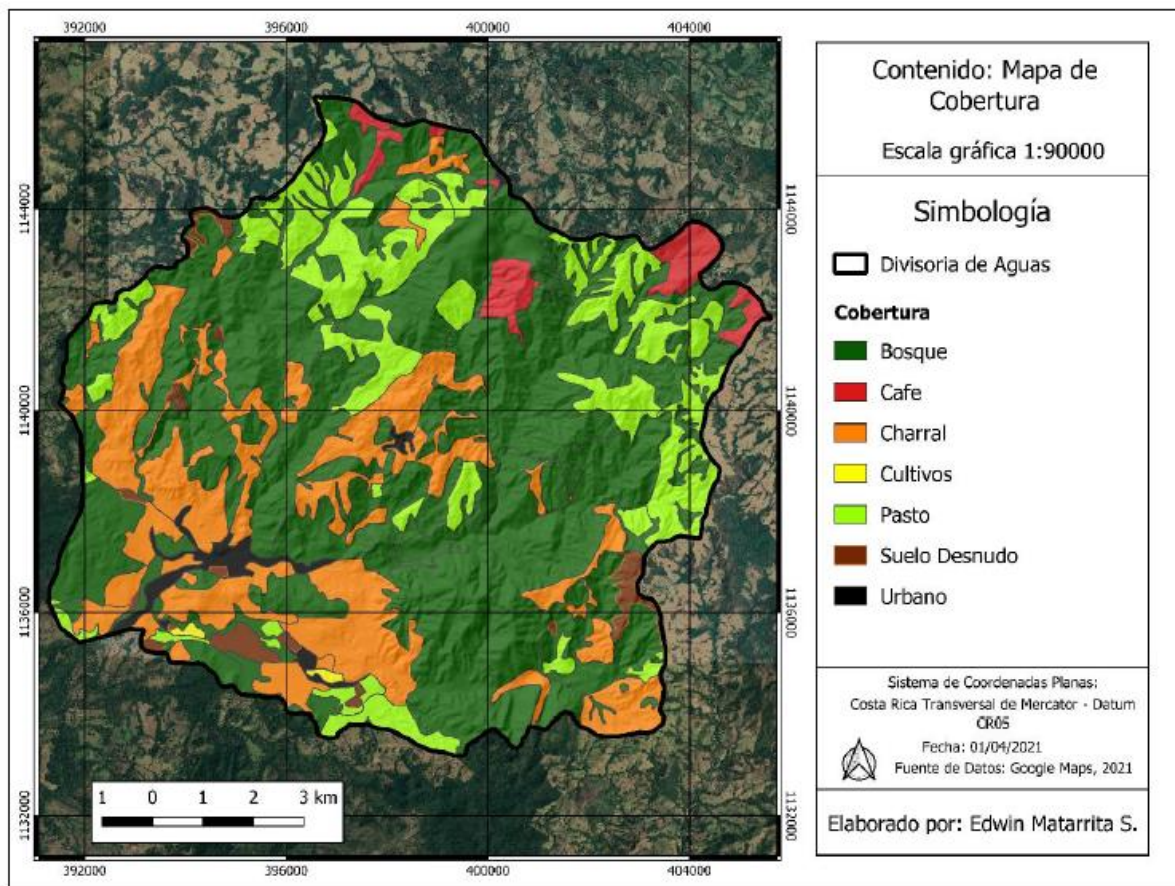 392000 396000 400000 404000
1144000 1144000
1140000 1140000
1136000 1136000
1132000 1132000
1 0 1 2 3 km
392000 396000 400000 404000
Contenido: Mapa de
Cobertura
Escala gráfica 1:90000
Simbología
Divisoria de Aguas
Cobertura
Bosque
Cafe
Charral
Cultivos
Pasto
Suelo Desnudo
Urbano
Sistema de Coordenadas Planas:
Costa Rica Transversal de Mercator - Datum
CR05
Fecha: 01/04/2021
Fuente de Datos: Google Maps, 2021
Elaborado por: Edwin Matarrita S.